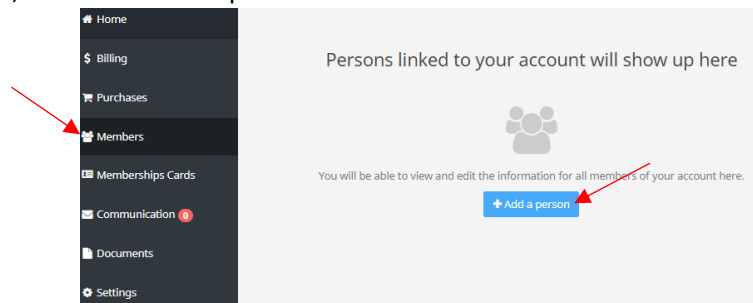 Home
$ Billing
Purchases
Members
Memberships Cards
Communication 0
Documents
Settings
Persons linked to your account will show up here
You will be able to view and edit the information for all members of your account here.
+ Add a person